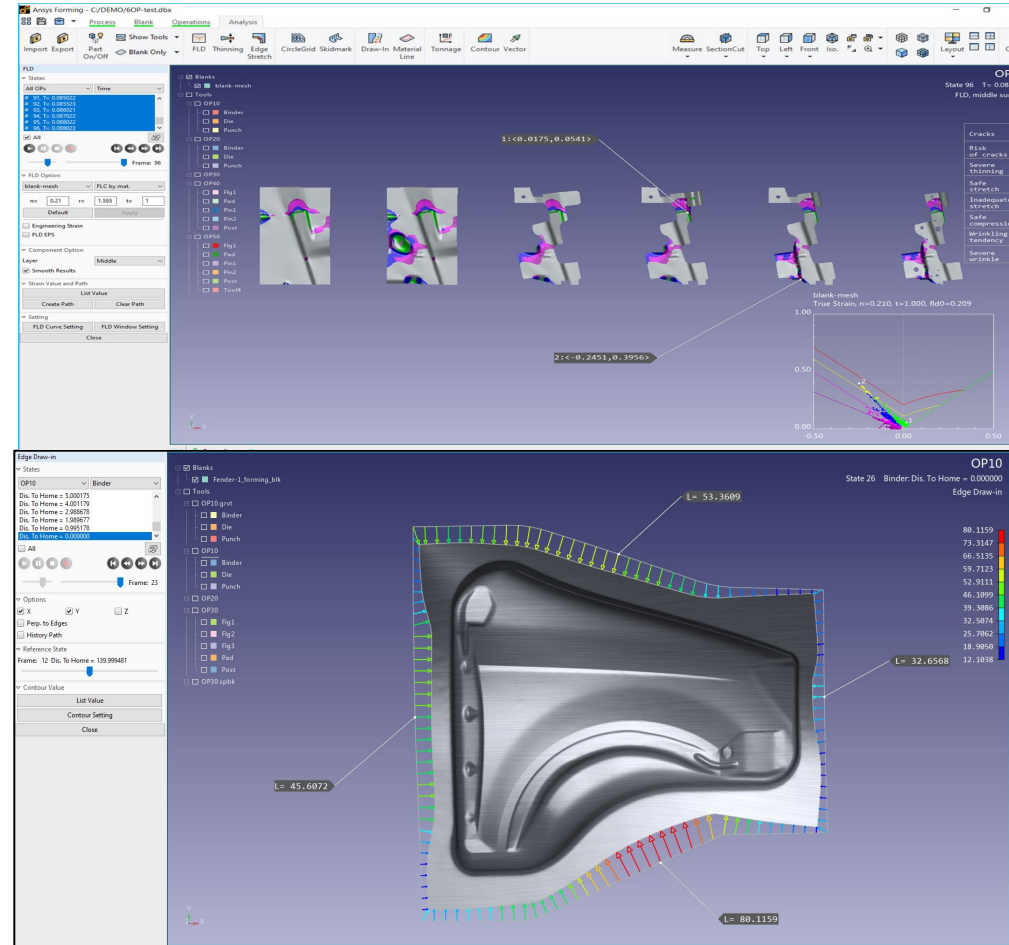 Ansys Forming - C:/DEMO/6OP-test.dbx
Process Blank Operations Analysis
Import Export Part On/Off Show Tools Blank Only FLD Thinning Edge Stretch CircleGrid Skidmark Draw-In Material Line Tonnage Contour Vector Measure SectionCut Top Left Front Iso. Layout
FLD
States
All OPs Time
91, T= 0.085022
92, T= 0.085523
93, T= 0.086021
94, T= 0.087022
95, T= 0.088022
96, T= 0.088023
All
Frame: 96
FLD Option
blank-mesh FLC by mat.
n= 0.21 r= 1.593 t= 1
Default Apply
Engineering Strain
FLD EPS
Component Option
Layer Middle
Smooth Results
Strain Value and Path
List Value
Create Path Clear Path
Setting
FLD Curve Setting FLD Window Setting
Close
Blanks
blank-mesh
Tools
OP10
Binder
Die
Punch
OP20
Binder
Die
Punch
OP30
OP40
Flg1
Pad
Pin1
Pin2
Post
OP50
Flg1
Pad
Pin1
Pin2
Post
Tool4
OP
State 96 T= 0.08
FLD, middle su
1:<0.0175,0.0541>
2:<-0.2451,0.3956>
Cracks
Risk of cracks
Severe thinning
Safe stretch
Inadequate stretch
Safe compressi
Wrinkling tendency
Severe wrinkle
blank-mesh
True Strain, n=0.210, t=1.000, fld0=0.209
1.00
0.50
0.00
-0.50 0.00 0.50
2
1
Y
X
Edge Draw-in
States
OP10 Binder
Dis. To Home = 5.000175
Dis. To Home = 4.001179
Dis. To Home = 2.988678
Dis. To Home = 1.989677
Dis. To Home = 0.995178
Dis. To Home = 0.000000
All
Frame: 23
Options
X Y Z
Perp. to Edges
History Path
Reference State
Frame: 12 Dis. To Home = 139.999481
Contour Value
List Value
Contour Setting
Close
Blanks
Fender-1_forming_blk
Tools
OP10.grvt
Binder
Die
Punch
OP10
Binder
Die
Punch
OP20
OP30
Flg1
Flg2
Flg3
Pad
Post
OP30.spbk
OP10
State 26 Binder: Dis. To Home = 0.000000
Edge Draw-in
80.1159
73.3147
66.5135
59.7123
52.9111
46.1099
39.3086
32.5074
25.7062
18.9050
12.1038
L= 53.3609
L= 32.6568
L= 45.6072
L= 80.1159
Y
X